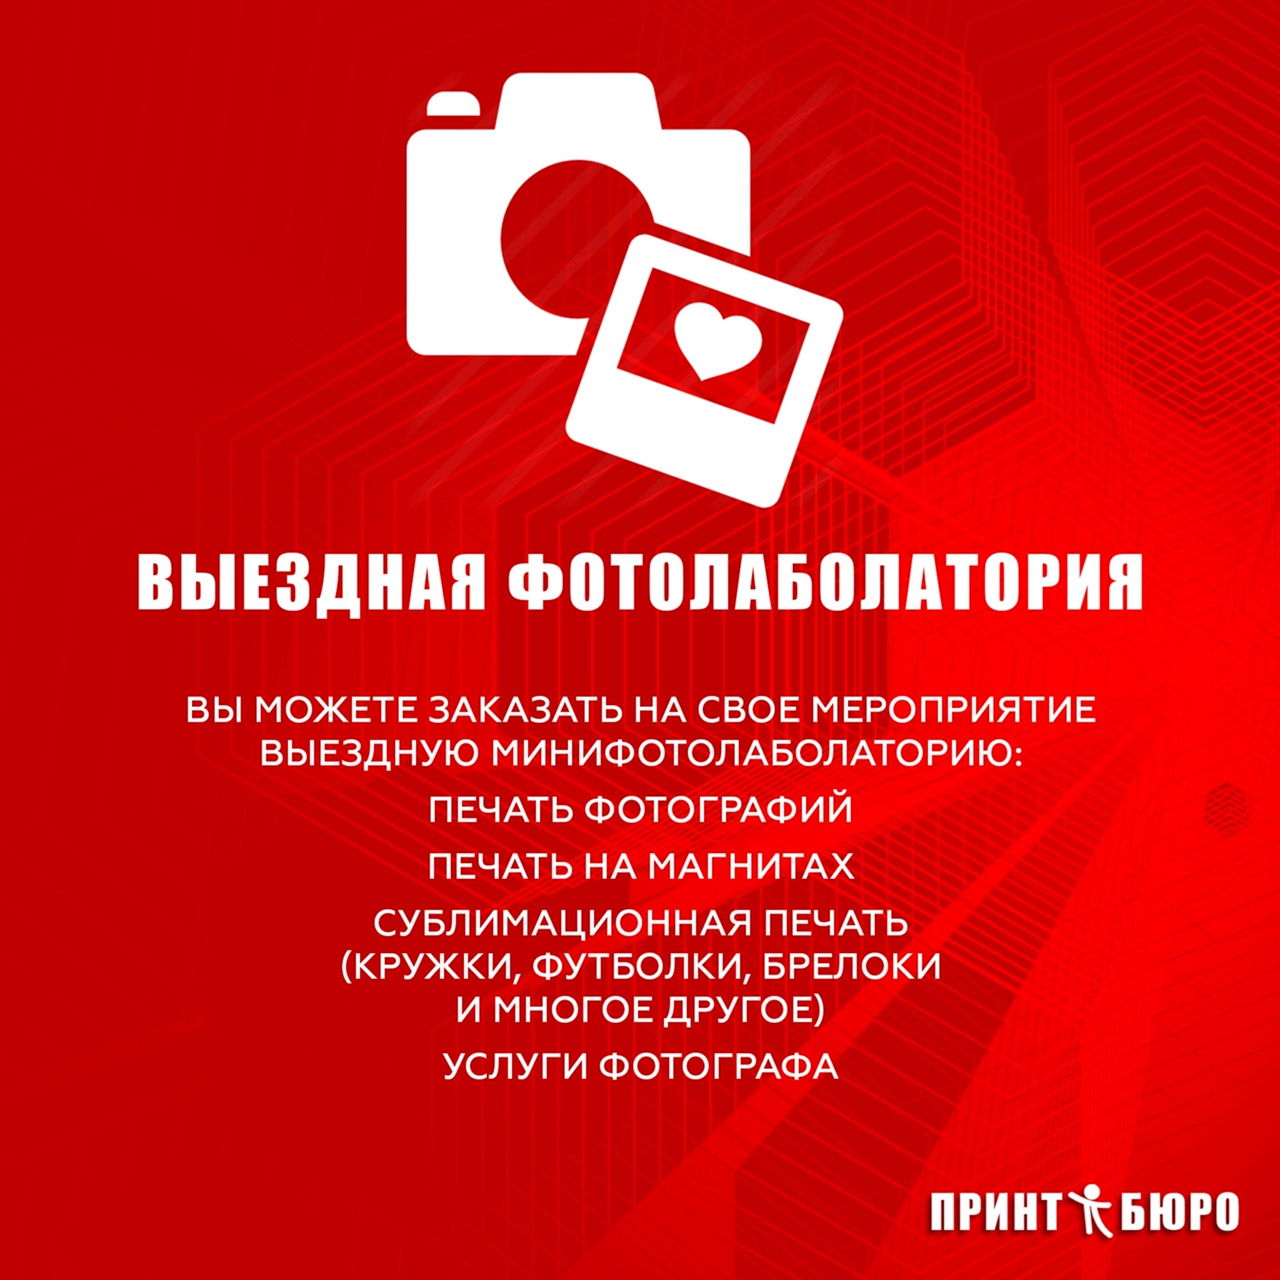 ВЫЕЗДНАЯ ФОТОЛАБОЛАТОРИЯ
ВЫ МОЖЕТЕ ЗАКАЗАТЬ НА СВОЕ МЕРОПРИЯТИЕ
ВЫЕЗДНУЮ МИНИФОТОЛАБОЛАТОРИЮ:
ПЕЧАТЬ ФОТОГРАФИЙ
ПЕЧАТЬ НА МАГНИТАХ
СУБЛИМАЦИОННАЯ ПЕЧАТЬ
(КРУЖКИ, ФУТБОЛКИ, БРЕЛОКИ
И МНОГОЕ ДРУГОЕ)
УСЛУГИ ФОТОГРАФА
ПРИНТ БЮРО